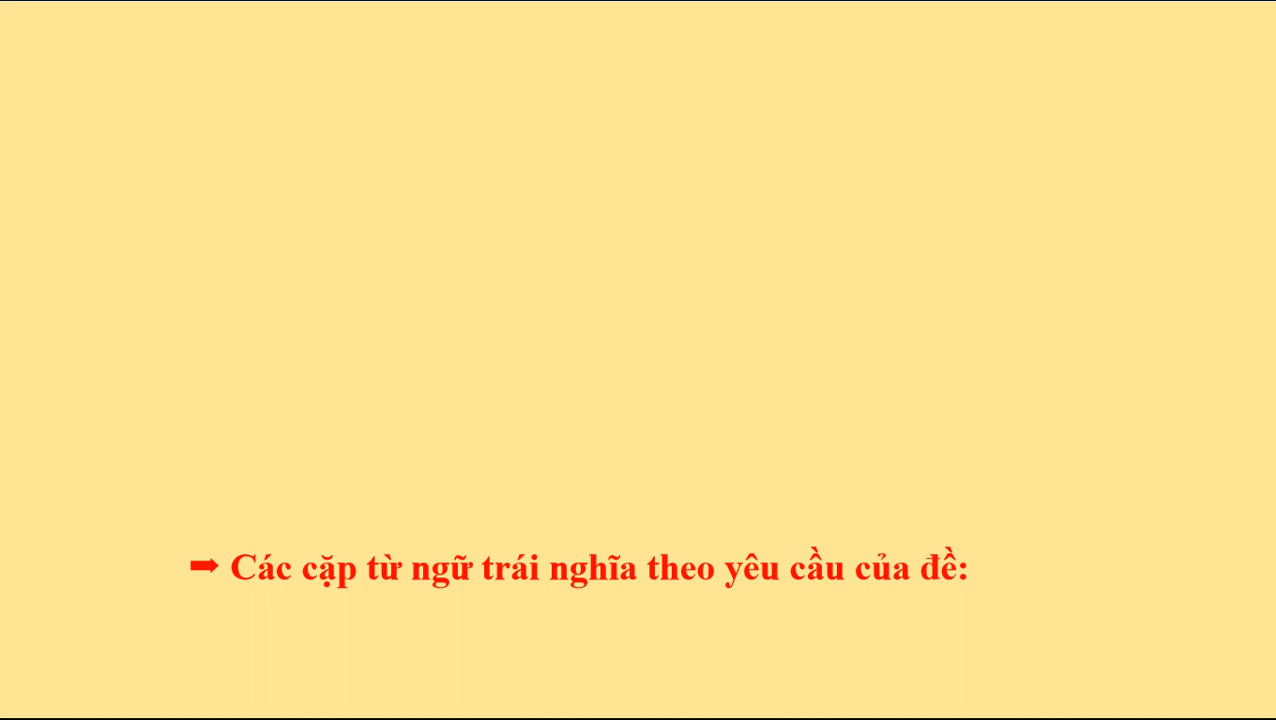 ➡ Các cặp từ ngữ trái nghĩa theo yêu cầu của đề: